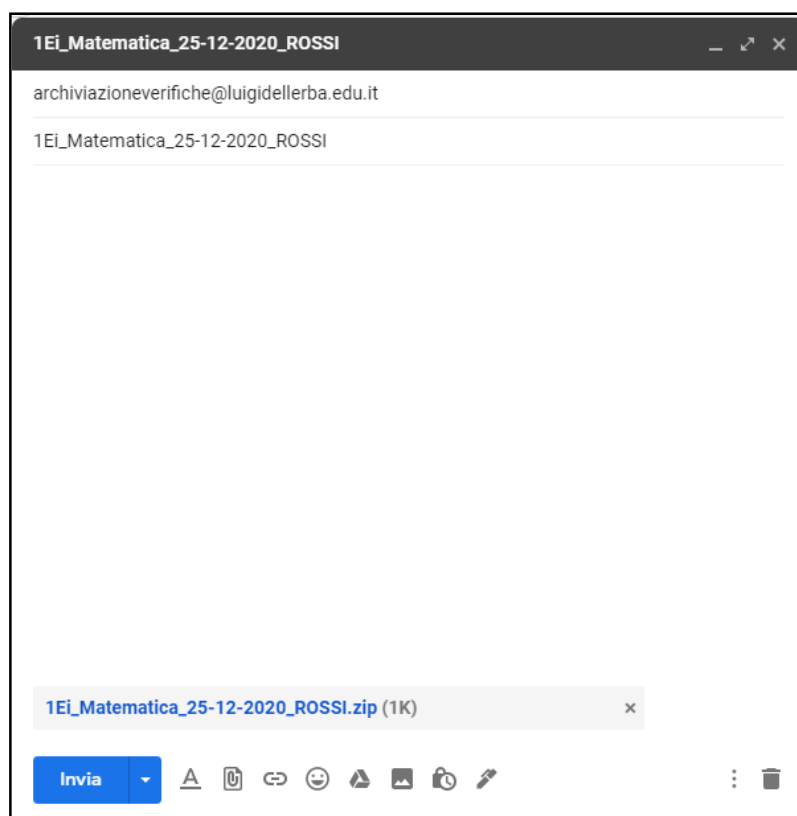 1Ei_Matematica_25-12-2020_ROSSI
archiviazioneverifiche@luigidellerba.edu.it
1Ei_Matematica_25-12-2020_ROSSI
1Ei_Matematica_25-12-2020_ROSSI.zip (1K)
Invia